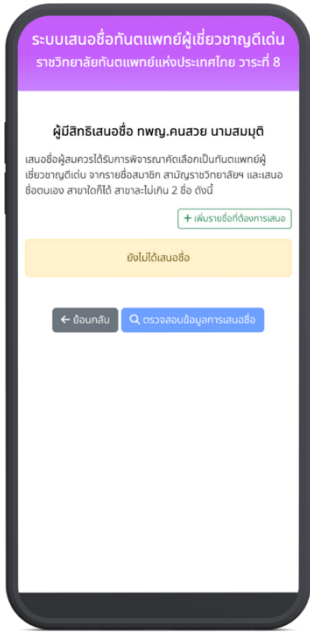 ระบบเสนอชื่อทันตแพทย์ผู้เชี่ยวชาญดีเด่น
ราชวิทยาลัยทันตแพทย์แห่งประเทศไทย วาระที่ 8
ผู้มีสิทธิเสนอชื่อ ทพญ.คนสวย นามสมมุติ
เสนอชื่อผู้สมควรได้รับการพิจารณาคัดเลือกเป็นทันตแพทย์ผู้
เชี่ยวชาญดีเด่น จากรายชื่อสมาชิก สามัญราชวิทยาลัยฯ และเสนอ
ชื่อตนเอง สาขาใดก็ได้ สาขาละไม่เกิน 2 ชื่อ ดังนี้
+ เพิ่มรายชื่อที่ต้องการเสนอ
ยังไม่ได้เสนอชื่อ
← ย้อนกลับ
ตรวจสอบข้อมูลการเสนอชื่อ